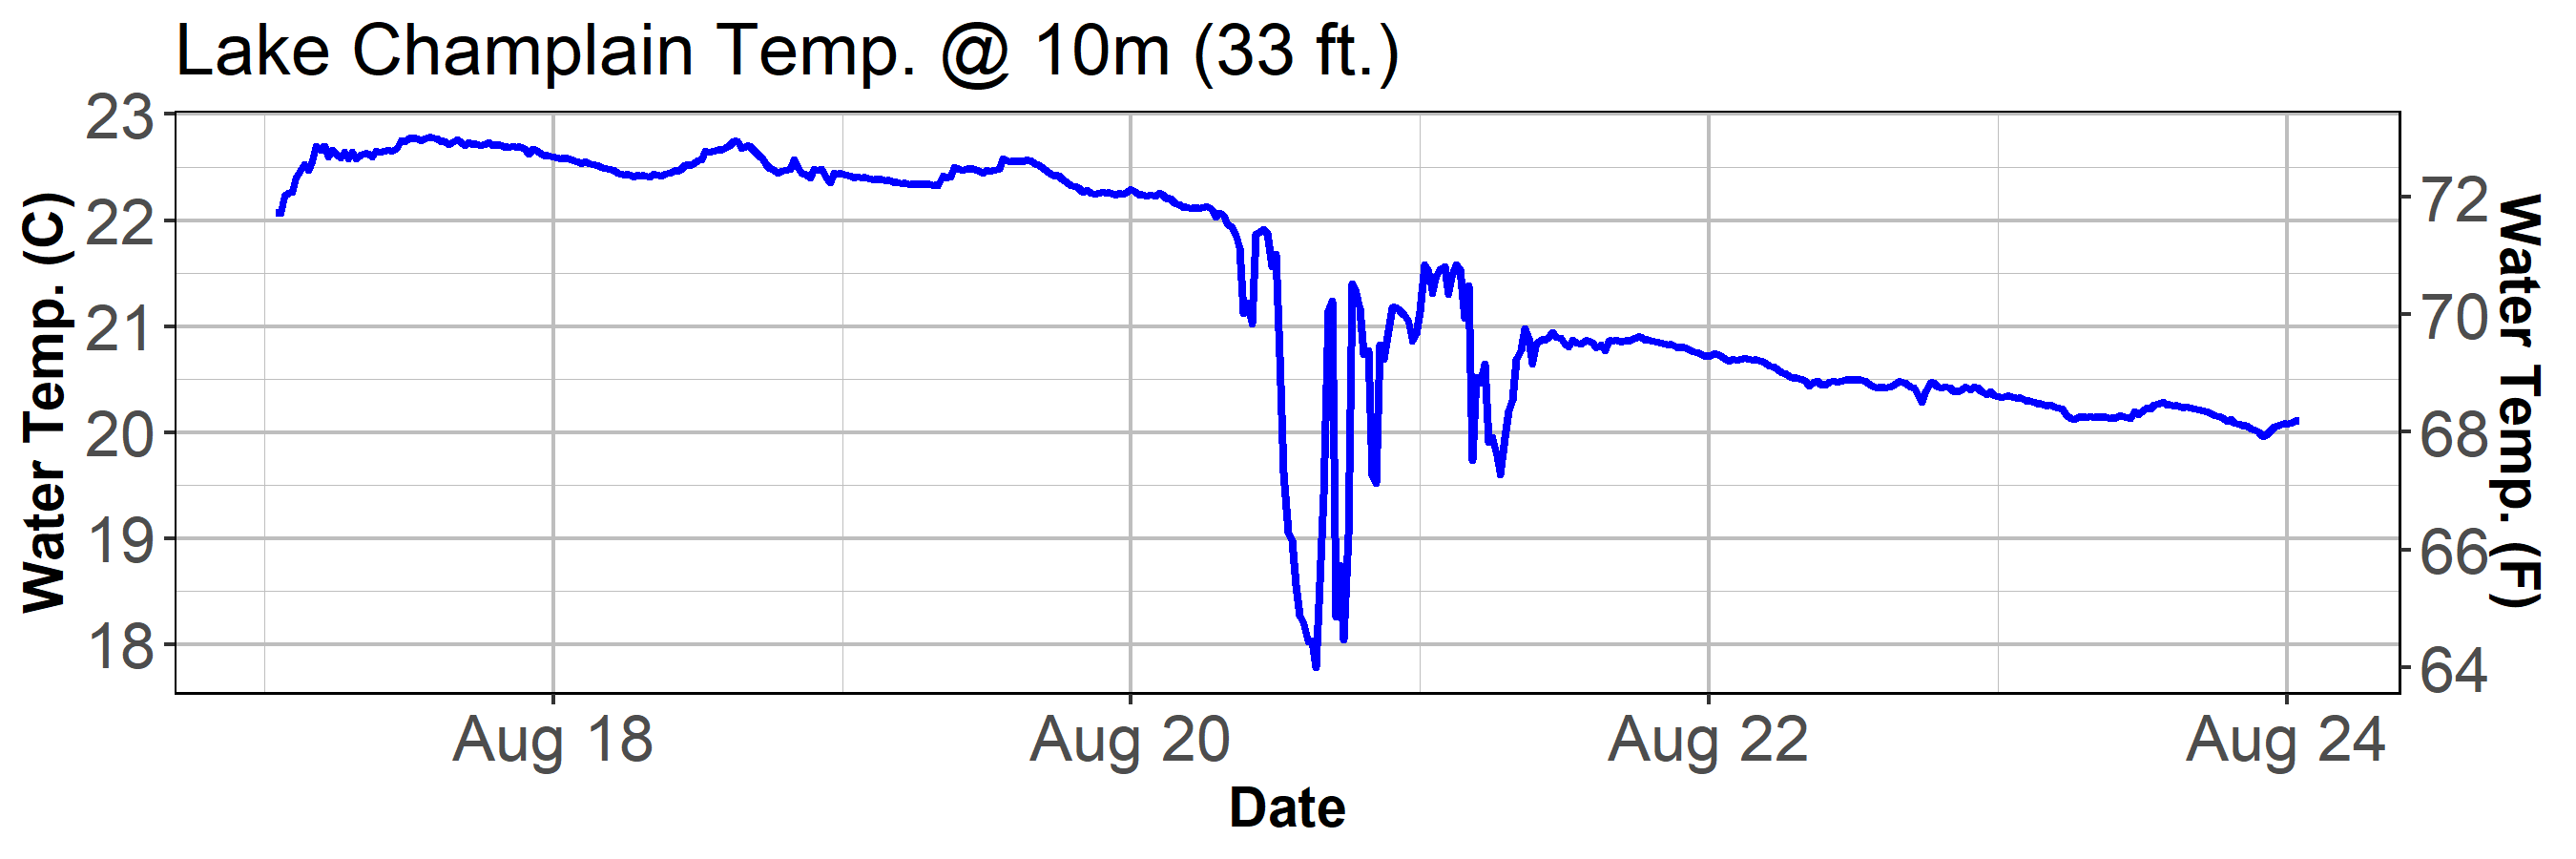 Lake Champlain Temp. @ 10m (33 ft.)
23
22
21
20
19
18
Water Temp. (C)
72
70
68
66
64
Water Temp. (F)
Aug 18 Aug 20 Aug 22 Aug 24
Date